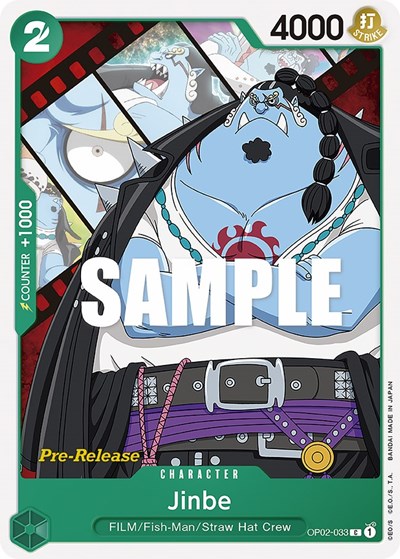 2
4000
打
STRIKE
COUNTER +1000
SAMPLE
Pre-Release
CHARACTER
Jinbe
FILM/Fish-Man/Straw Hat Crew
OP02-033 C 1
©E.O./S. ©E.O./S., T.A. BANDAI MADE IN JAPAN